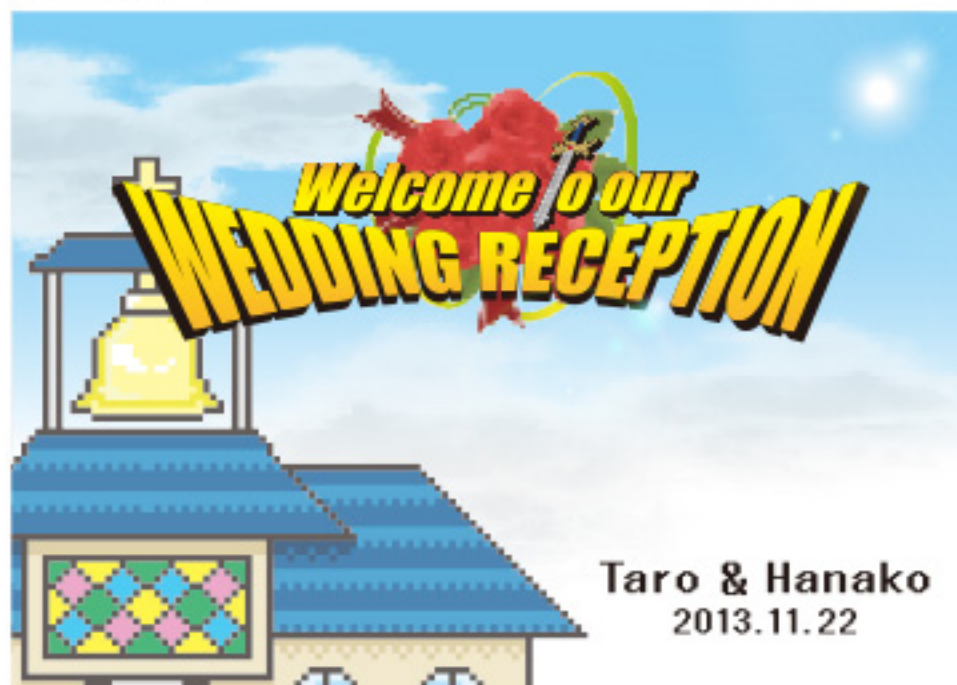 Welcome to our
WEDDING RECEPTION
Taro & Hanako
2013.11.22